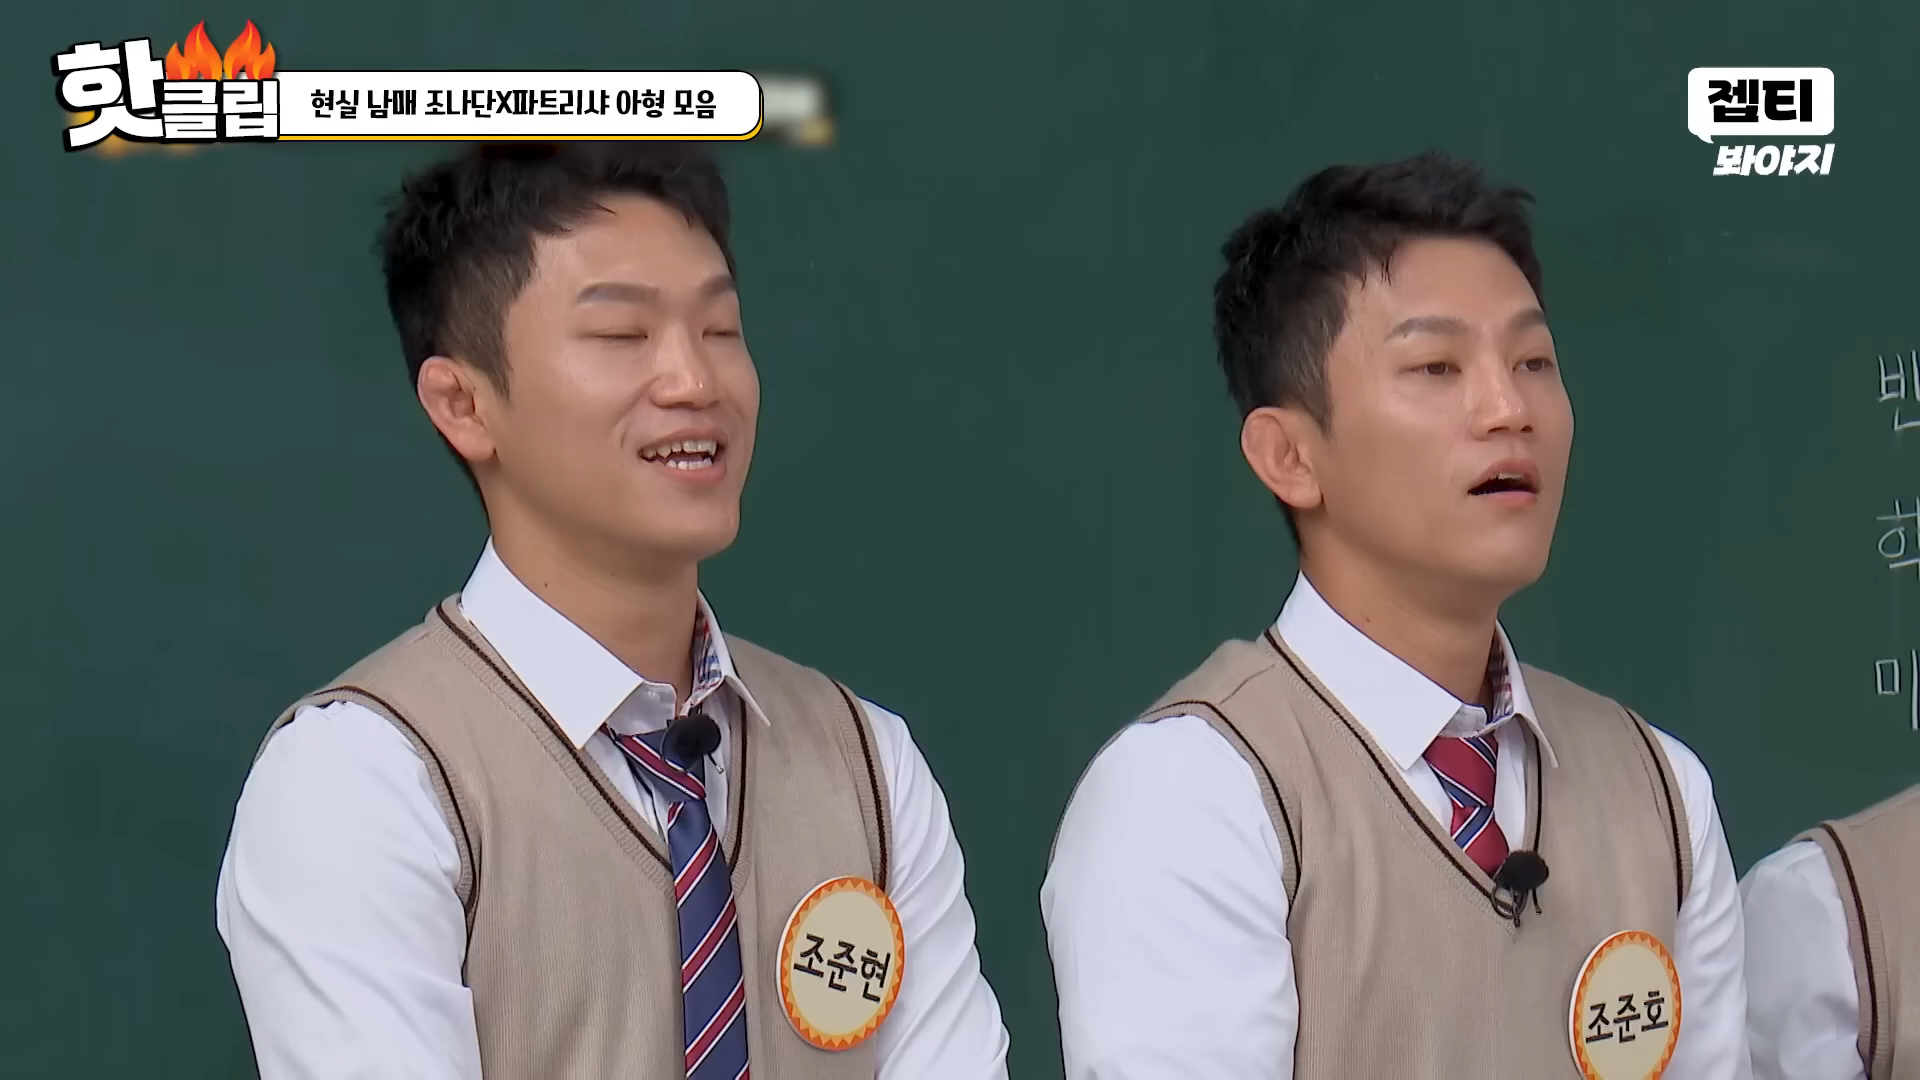 핫클립
현실 남매 조나단X파트리샤 아형 모음
젭티
봐야지
조준현
조준호